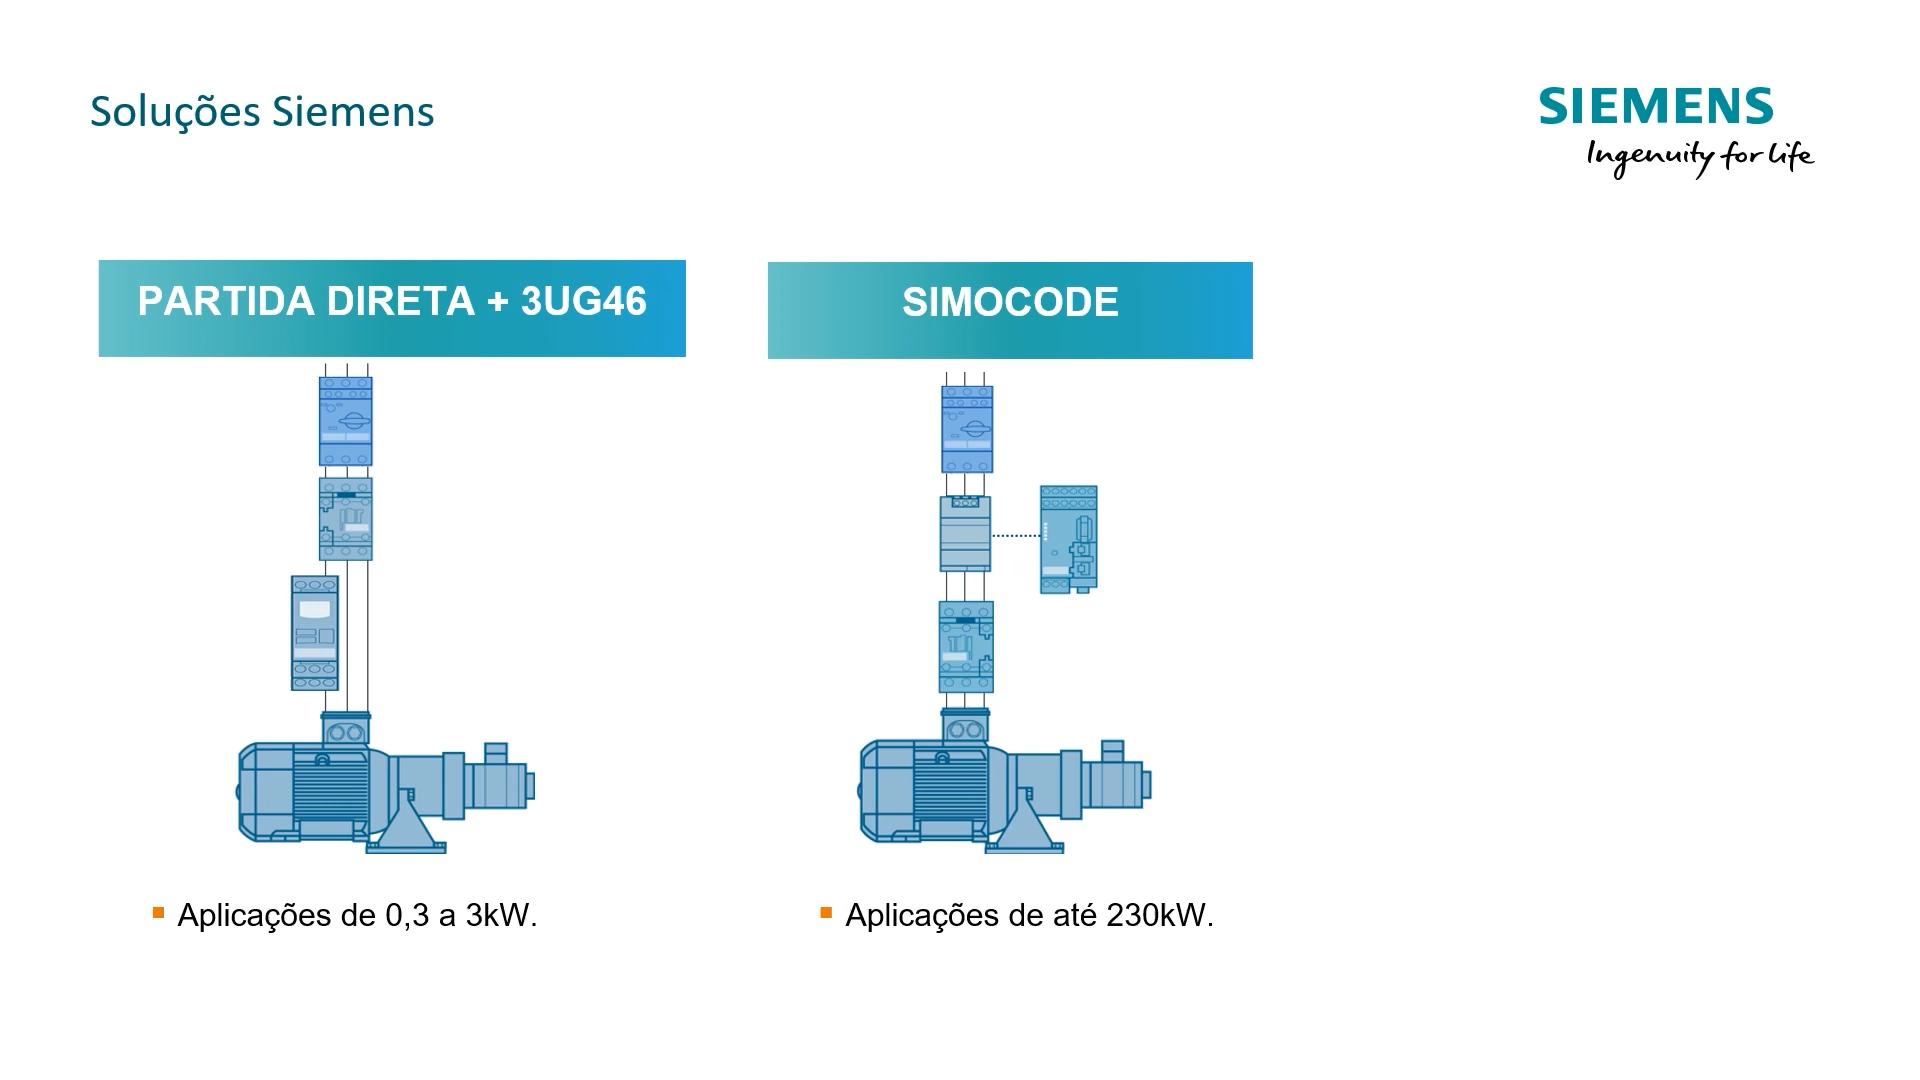 Soluções Siemens
SIEMENS
Ingenuity for life
PARTIDA DIRETA + 3UG46
SIMOCODE
Aplicações de 0,3 a 3kW.
Aplicações de até 230kW.